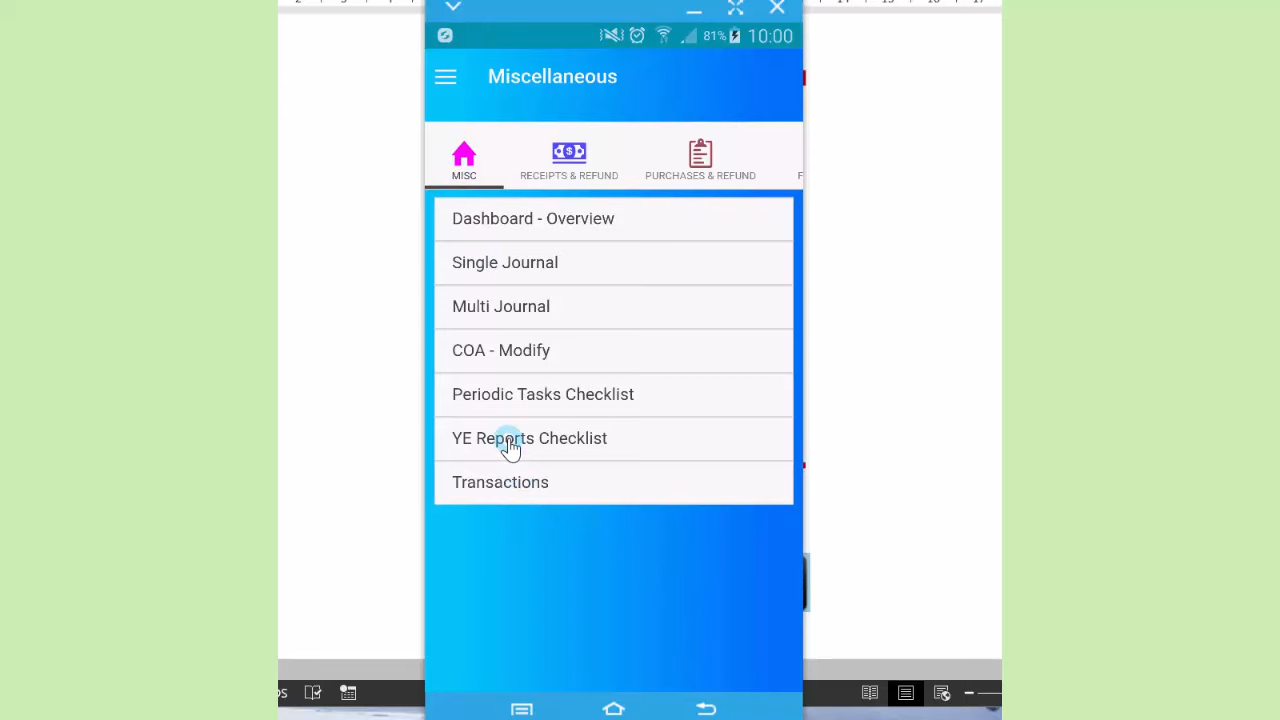 81% 10:00
Miscellaneous
MISC
RECEIPTS & REFUND
PURCHASES & REFUND
Dashboard - Overview
Single Journal
Multi Journal
COA - Modify
Periodic Tasks Checklist
YE Reports Checklist
Transactions